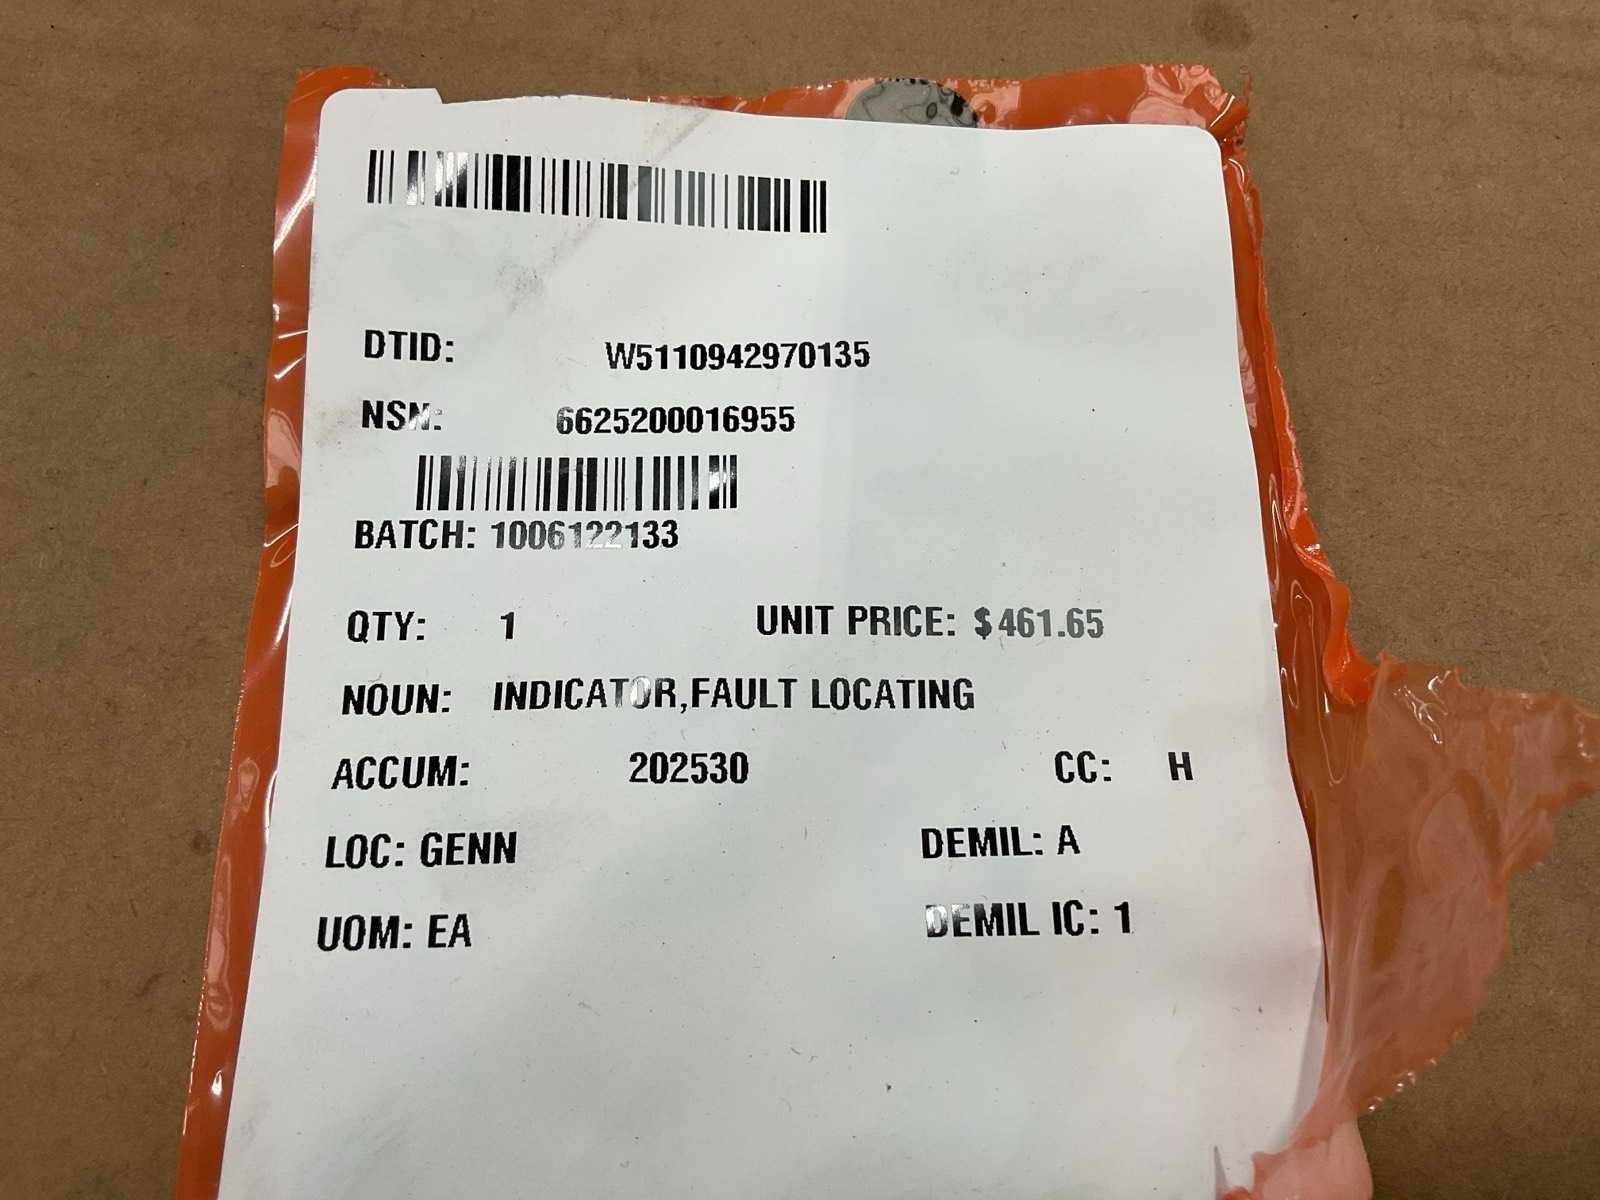 DTID: W5110942970135
NSN: 6625200016955
BATCH: 1006122133
QTY: 1 UNIT PRICE: $461.65
NOUN: INDICATOR,FAULT LOCATING
ACCUM: 202530 CC: H
LOC: GENN DEMIL: A
UOM: EA DEMIL IC: 1